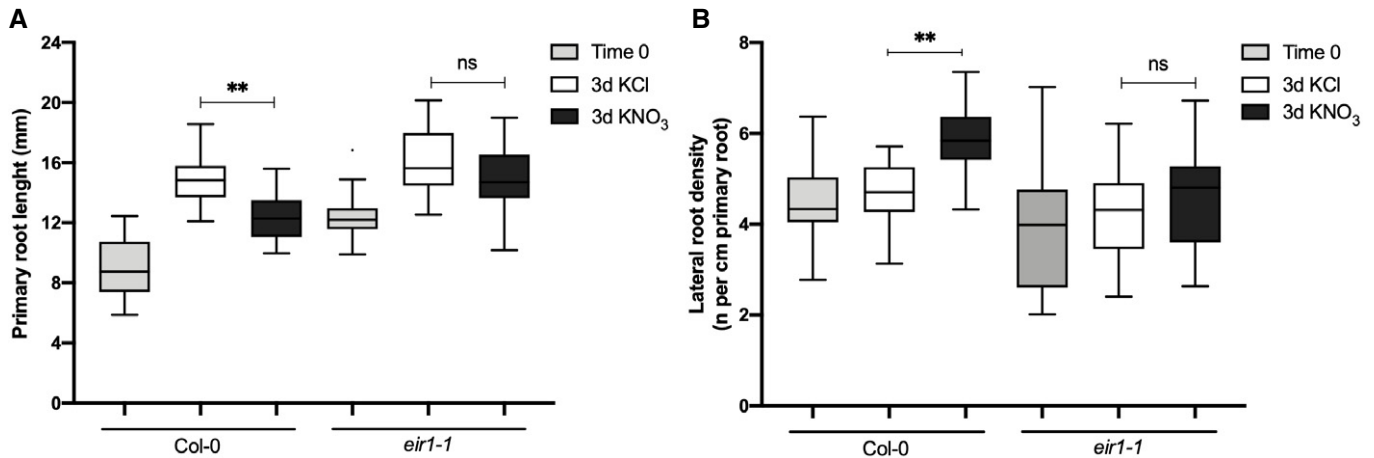 A
Primary root lenght (mm)
24
20
16
12
8
4
0
**
ns
Time 0
3d KCl
3d KNO₃
Col-0
eir1-1
B
Lateral root density
(n per cm primary root)
8
6
4
2
0
**
ns
Time 0
3d KCl
3d KNO₃
Col-0
eir1-1